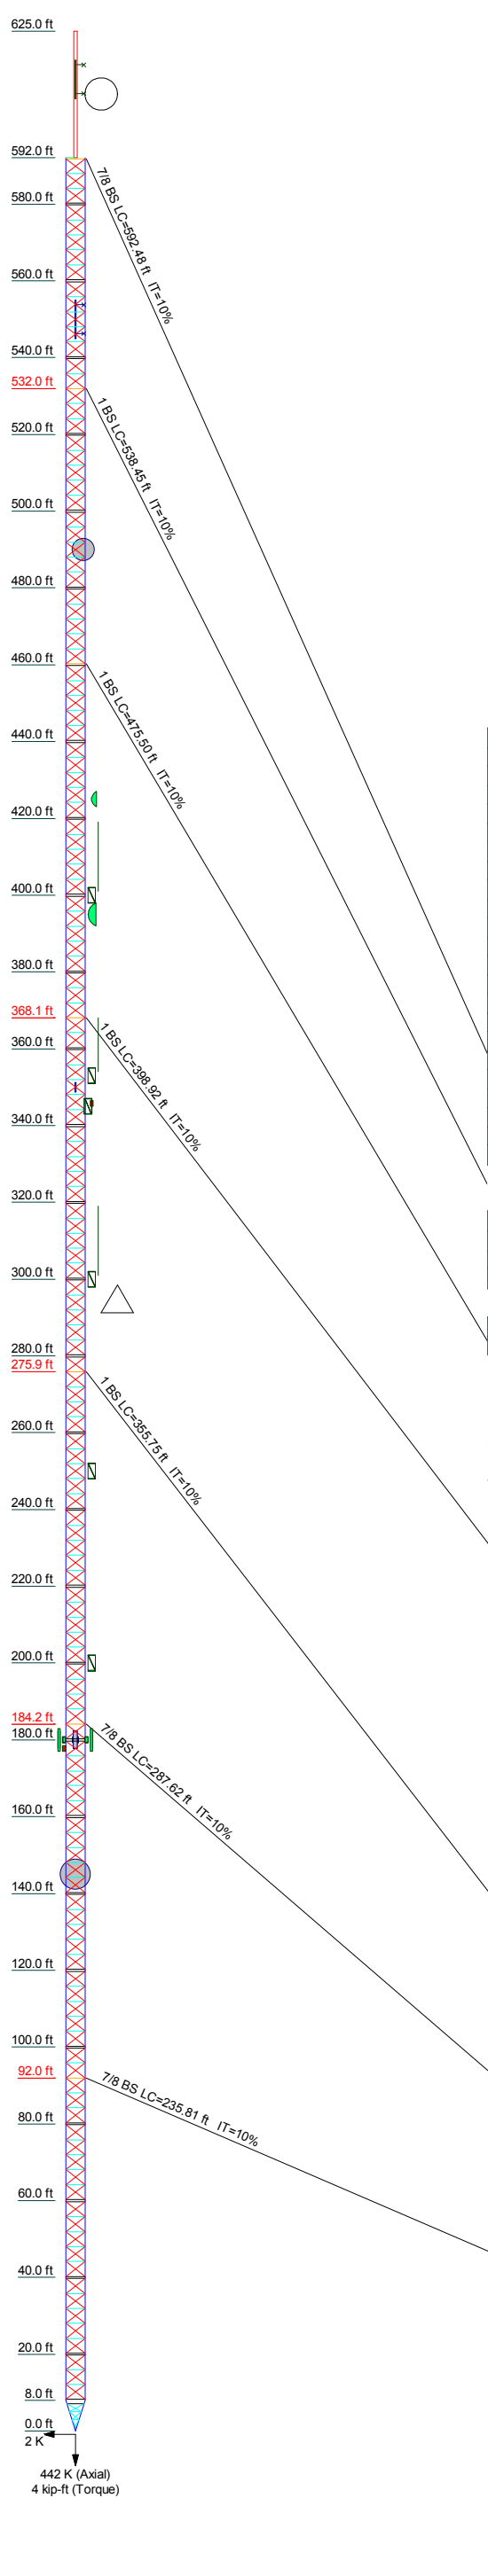 625.0 ft
592.0 ft
7/8 BS LC=592.48 ft IT=10%
580.0 ft
560.0 ft
540.0 ft
532.0 ft
1 BS LC=538.45 ft IT=10%
520.0 ft
500.0 ft
480.0 ft
460.0 ft
1 BS LC=475.50 ft IT=10%
440.0 ft
420.0 ft
400.0 ft
380.0 ft
368.1 ft
1 BS LC=398.92 ft IT=10%
360.0 ft
340.0 ft
320.0 ft
300.0 ft
280.0 ft
275.9 ft
1 BS LC=355.75 ft IT=10%
260.0 ft
240.0 ft
220.0 ft
200.0 ft
184.2 ft
7/8 BS LC=287.62 ft IT=10%
180.0 ft
160.0 ft
140.0 ft
120.0 ft
100.0 ft
92.0 ft
7/8 BS LC=235.81 ft IT=10%
80.0 ft
60.0 ft
40.0 ft
20.0 ft
8.0 ft
0.0 ft
2 K
442 K (Axial)
4 kip-ft (Torque)